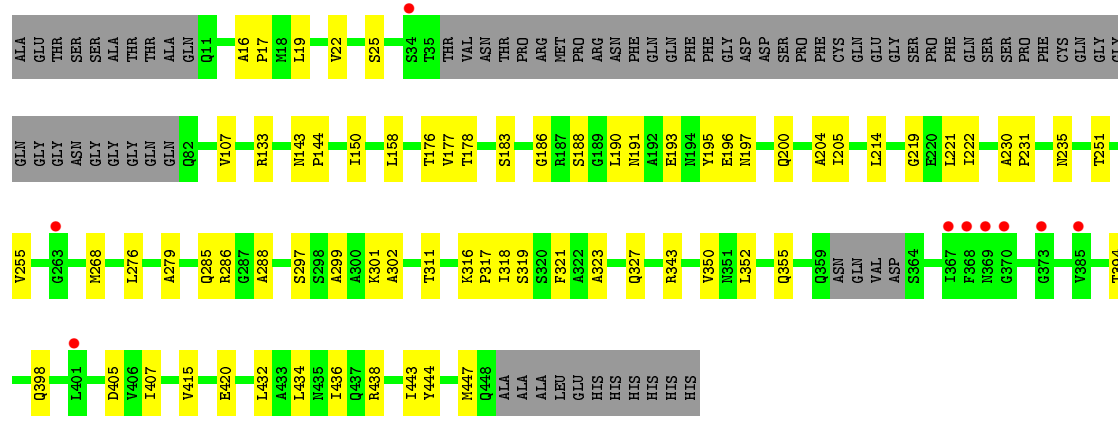 ALA GLU THR SER SER ALA THR THR ALA GLN Q11 A16 P17 M18 L19 V22 S25 S34 T35 THR VAL ASN THR PRO ARG MET PRO ARG ASN PHE GLN GLN PHE PHE GLY ASP ASP SER PRO PHE CYS GLN GLU GLY SER PRO PHE GLN SER SER PRO PHE CYS GLN GLY GLY
GLN GLY GLY ASN GLY GLY GLY GLN GLN Q82 V107 R133 N143 P144 I150 L158 T176 V177 T178 S183 G186 R187 S188 G189 L190 N191 A192 E193 N194 Y195 E196 N197 Q200 A204 I205 L214 G219 E220 L221 I222 A230 P231 N235 T251
V255 G263 M268 L276 A279 Q285 R286 G287 A288 S297 S298 A299 A300 K301 A302 T311 K316 P317 I318 S319 S320 F321 A322 A323 Q327 R343 V350 N351 L352 Q355 Q359 ASN GLN VAL ASP S364 I367 F368 N369 G370 G373 V385 T394
Q398 L401 D405 V406 I407 V415 E420 L432 A433 L434 N435 I436 Q437 R438 I443 Y444 M447 Q448 ALA ALA ALA LEU GLU HIS HIS HIS HIS HIS HIS